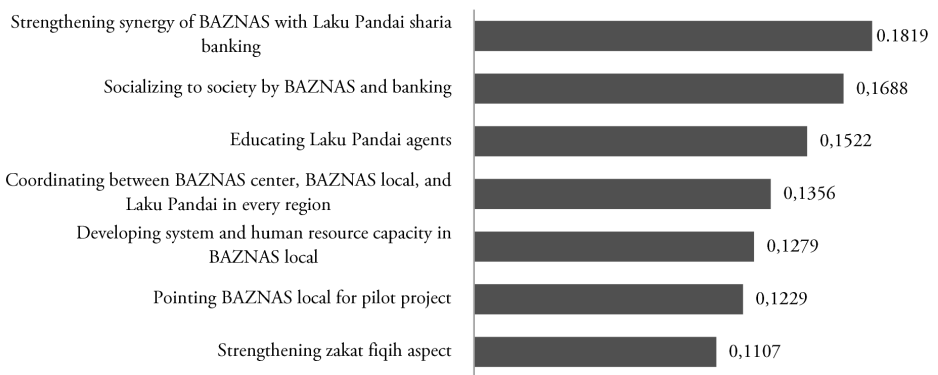 Strengthening synergy of BAZNAS with Laku Pandai sharia
banking
0.1819
Socializing to society by BAZNAS and banking
0,1688
Educating Laku Pandai agents
0,1522
Coordinating between BAZNAS center, BAZNAS local, and
Laku Pandai in every region
0,1356
Developing system and human resource capacity in
BAZNAS local
0,1279
Pointing BAZNAS local for pilot project
0,1229
Strengthening zakat fiqih aspect
0,1107